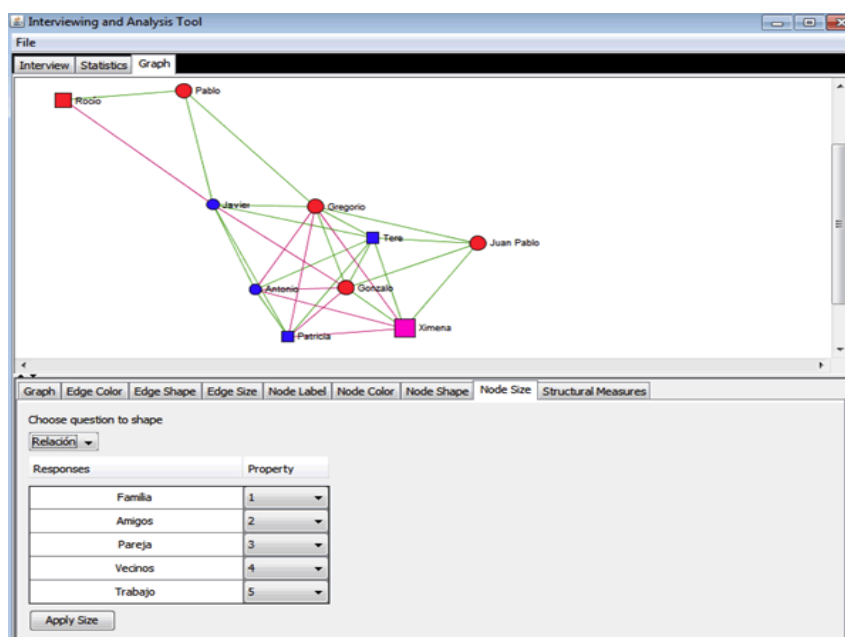 Interviewing and Analysis Tool
File
Interview Statistics Graph
Pablo
Rocio
Javier
Gregorio
Tere
Juan Pablo
Antonio
Gonzalo
Ximena
Patricia
Graph Edge Color Edge Shape Edge Size Node Label Node Color Node Shape Node Size Structural Measures
Choose question to shape
Relación
Responses Property
Familia 1
Amigos 2
Pareja 3
Vecinos 4
Trabajo 5
Apply Size